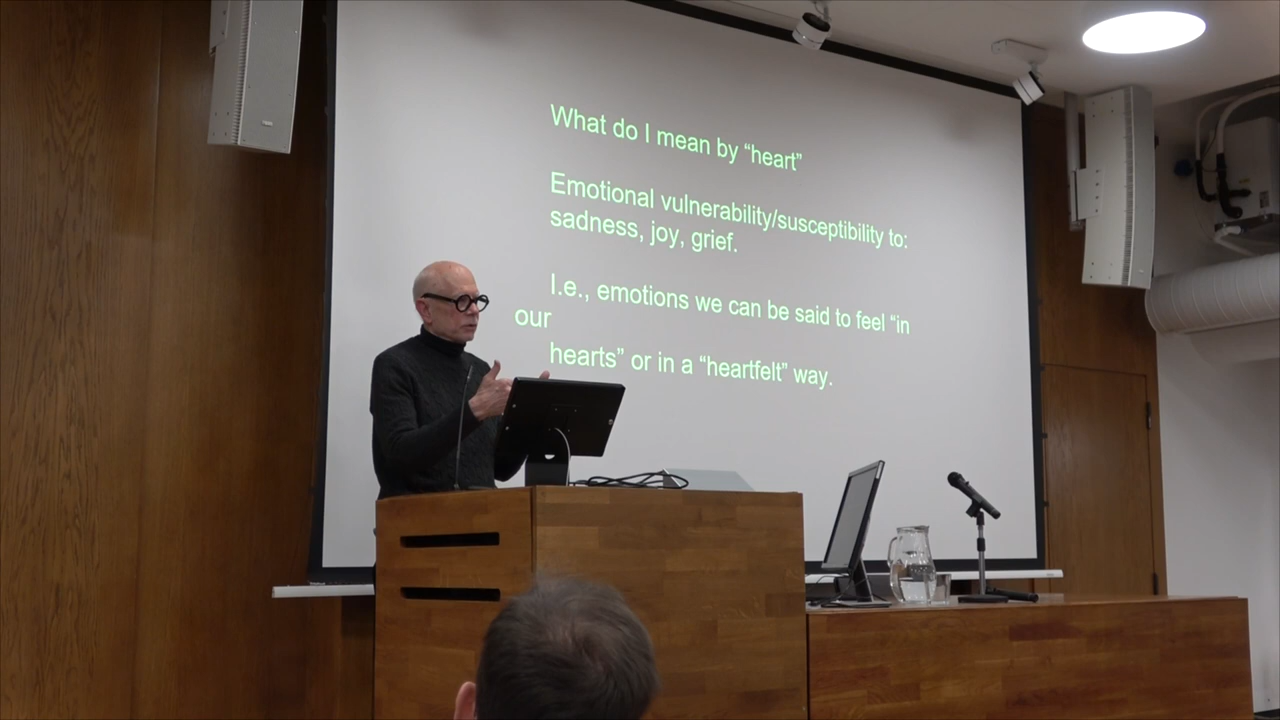 What do I mean by “heart”
Emotional vulnerability/susceptibility to:
sadness, joy, grief.
I.e., emotions we can be said to feel “in
our
hearts” or in a “heartfelt” way.